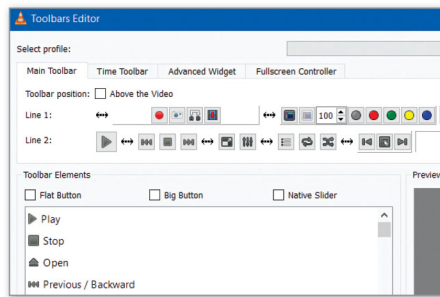 Toolbars Editor
Select profile:
Main Toolbar Time Toolbar Advanced Widget Fullscreen Controller
Toolbar position: Above the Video
Line 1: 100
Line 2:
Toolbar Elements Preview
Flat Button Big Button Native Slider
Play
Stop
Open
Previous / Backward